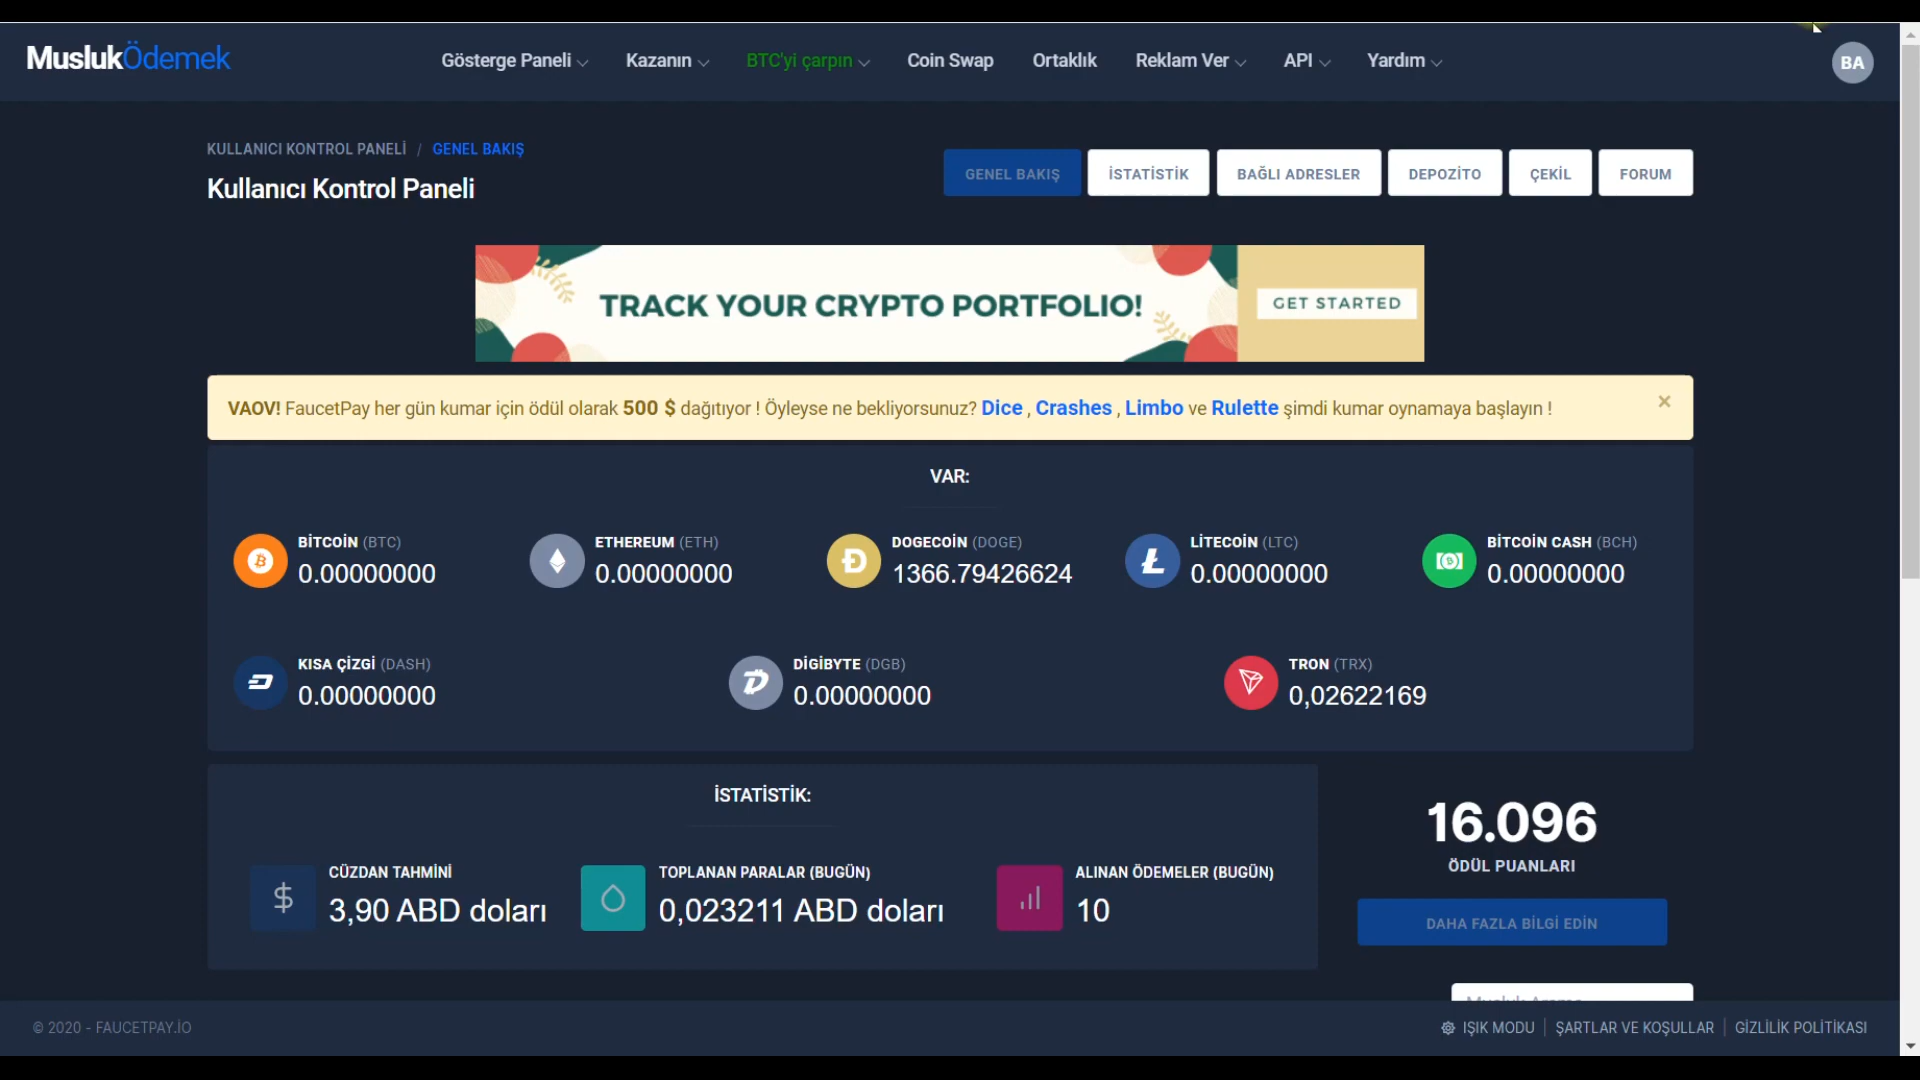 MuslukÖdemek
Gösterge Paneli Kazanın BTC'yi çarpın Coin Swap Ortaklık Reklam Ver API Yardım
BA
KULLANICI KONTROL PANELİ / GENEL BAKIŞ
Kullanıcı Kontrol Paneli
GENEL BAKIŞ İSTATİSTİK BAĞLI ADRESLER DEPOZİTO ÇEKİL FORUM
TRACK YOUR CRYPTO PORTFOLIO! GET STARTED
VAOV! FaucetPay her gün kumar için ödül olarak 500 $ dağıtıyor ! Öyleyse ne bekliyorsunuz? Dice , Crashes , Limbo ve Rulette şimdi kumar oynamaya başlayın ! ×
VAR:
BİTCOİN (BTC) ETHEREUM (ETH) DOGECOİN (DOGE) LİTECOİN (LTC) BİTCOİN CASH (BCH)
0.00000000 0.00000000 1366.79426624 0.00000000 0.00000000
KISA ÇİZGİ (DASH) DİGİBYTE (DGB) TRON (TRX)
0.00000000 0.00000000 0,02622169
İSTATİSTİK:
CÜZDAN TAHMİNİ TOPLANAN PARALAR (BUGÜN) ALINAN ÖDEMELER (BUGÜN)
3,90 ABD doları 0,023211 ABD doları 10
16.096
ÖDÜL PUANLARI
DAHA FAZLA BİLGİ EDİN
© 2020 - FAUCETPAY.İO
IŞIK MODU | ŞARTLAR VE KOŞULLAR | GİZLİLİK POLİTİKASI